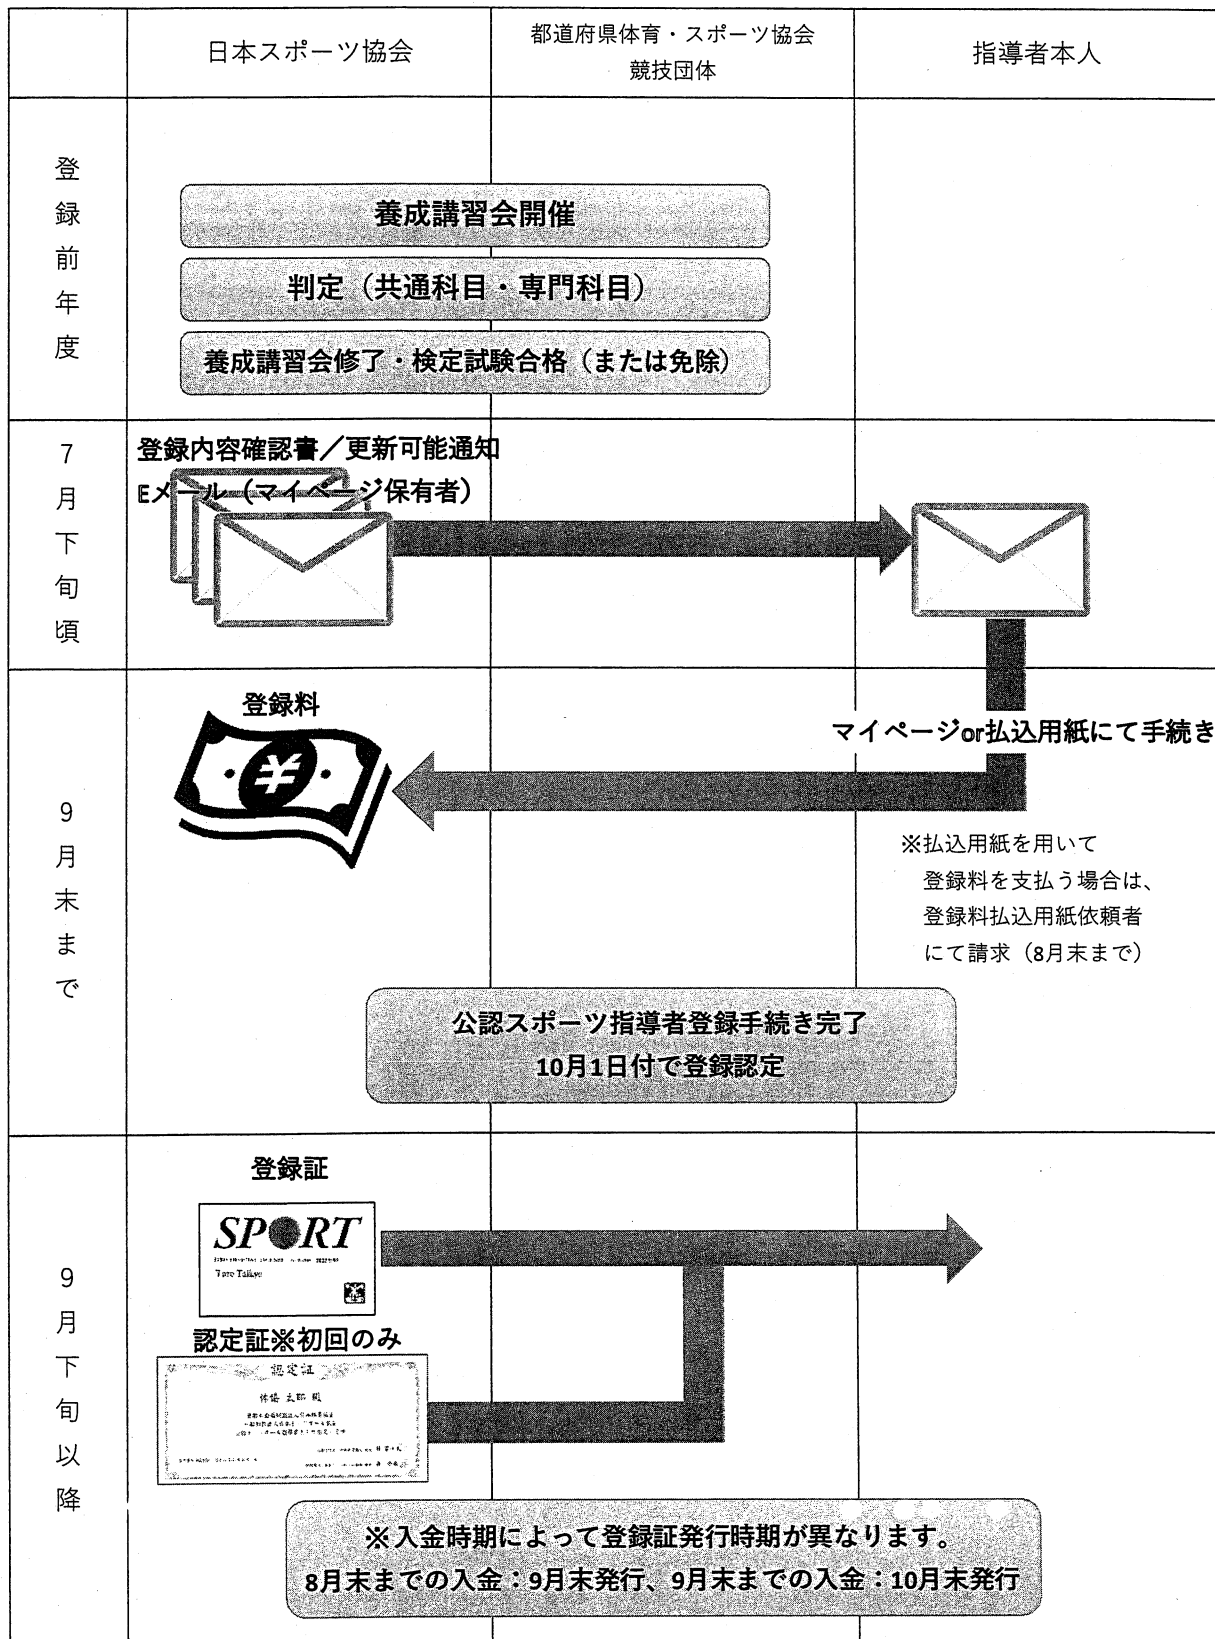 日本スポーツ協会
都道府県体育・スポーツ協会
競技団体
指導者本人
登録前年度
養成講習会開催
判定（共通科目・専門科目）
養成講習会修了・検定試験合格（または免除）
7月下旬頃
登録内容確認書／更新可能通知
Eメール（マイページ保有者）
9月末まで
登録料
マイページor払込用紙にて手続き
※払込用紙を用いて
登録料を支払う場合は、
登録料払込用紙依頼者
にて請求（8月末まで）
公認スポーツ指導者登録手続き完了
10月1日付で登録認定
9月下旬以降
登録証
SPORT
認定証※初回のみ
認定証
※入金時期によって登録証発行時期が異なります。
8月末までの入金：9月末発行、9月末までの入金：10月末発行